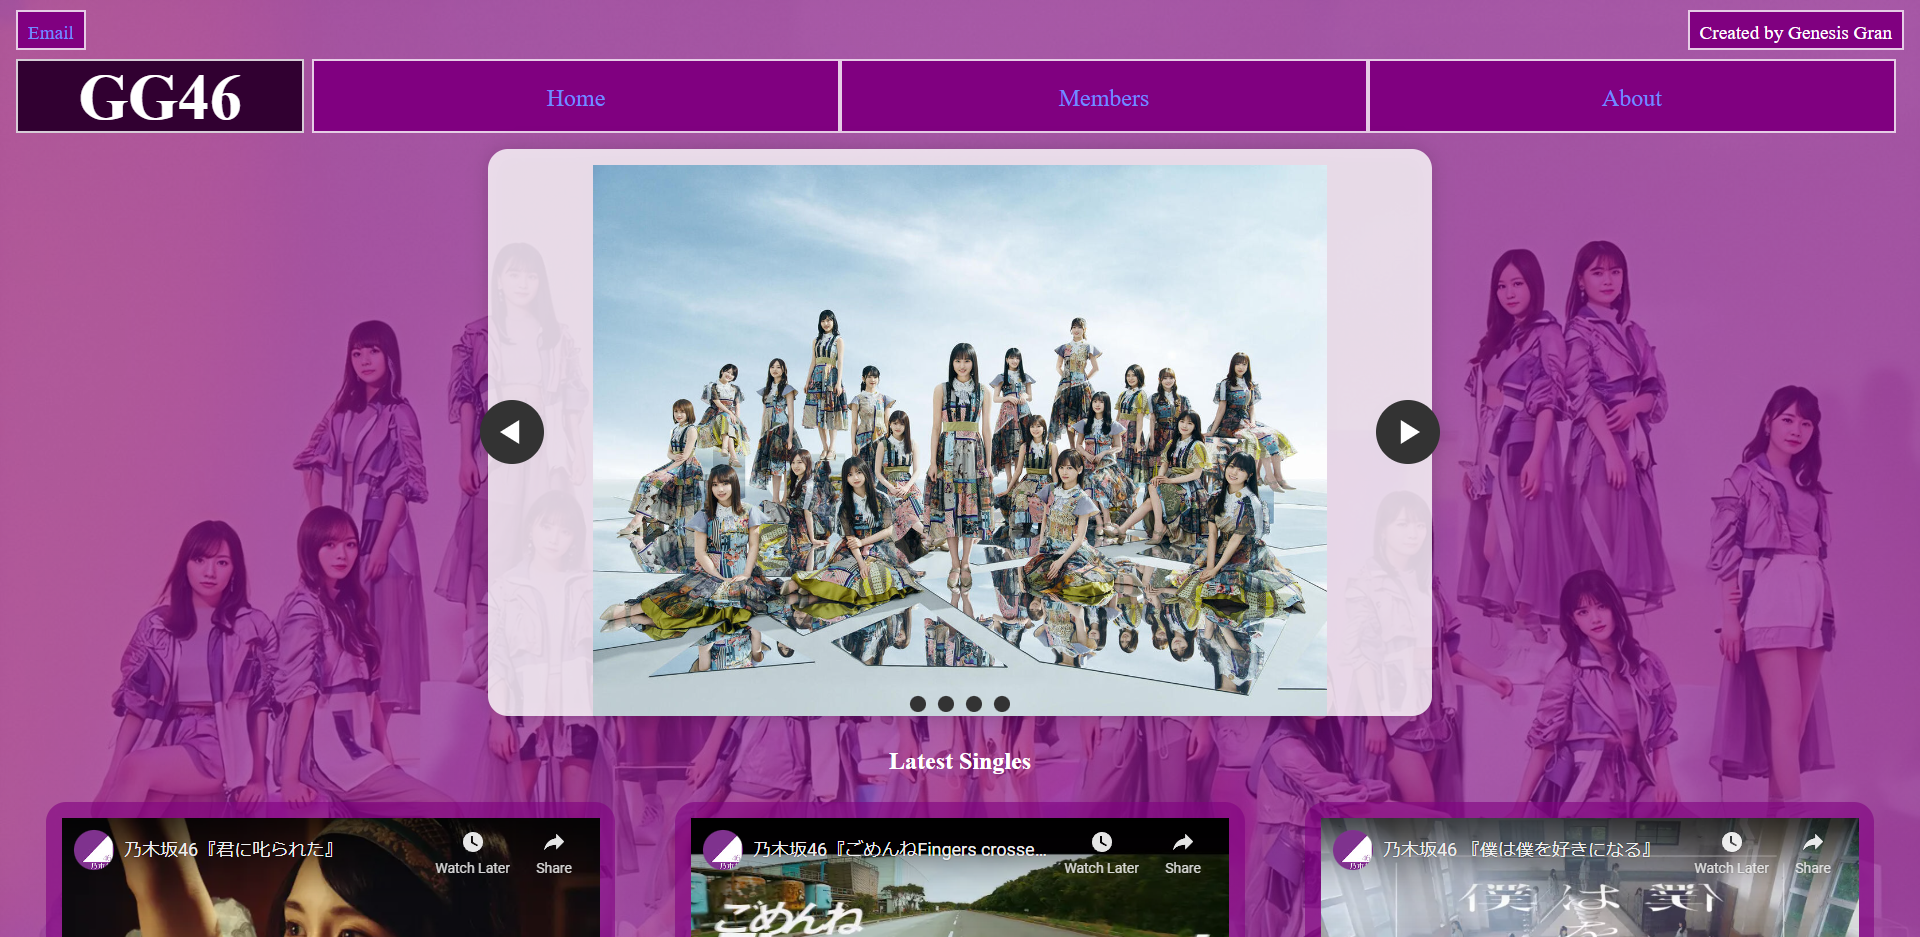 Email
Created by Genesis Gran
GG46
Home
Members
About
Latest Singles
乃木坂46『君に叱られた』
Watch Later
Share
乃木坂46『ごめんねFingers crosse...
Watch Later
Share
ごめんね
乃木坂46 『僕は僕を好きになる』
Watch Later
Share
僕は僕